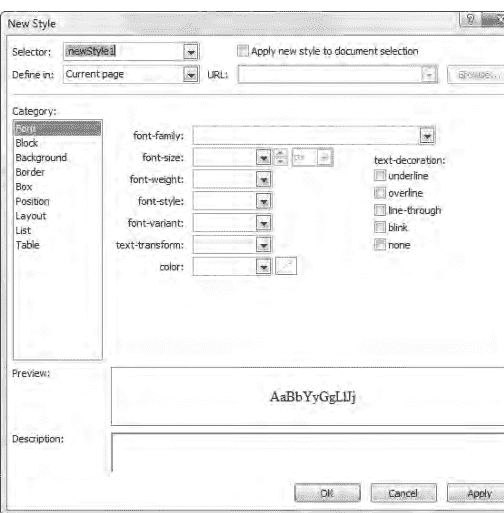 New Style
Selector: .newStyle1 Apply new style to document selection
Define in: Current page URL: Browse...
Category:
Font
Block
Background
Border
Box
Position
Layout
List
Table
font-family:
font-size: px
font-weight:
font-style:
font-variant:
text-transform:
color:
text-decoration:
underline
overline
line-through
blink
none
Preview:
AaBbYyGgLlJj
Description:
OK Cancel Apply